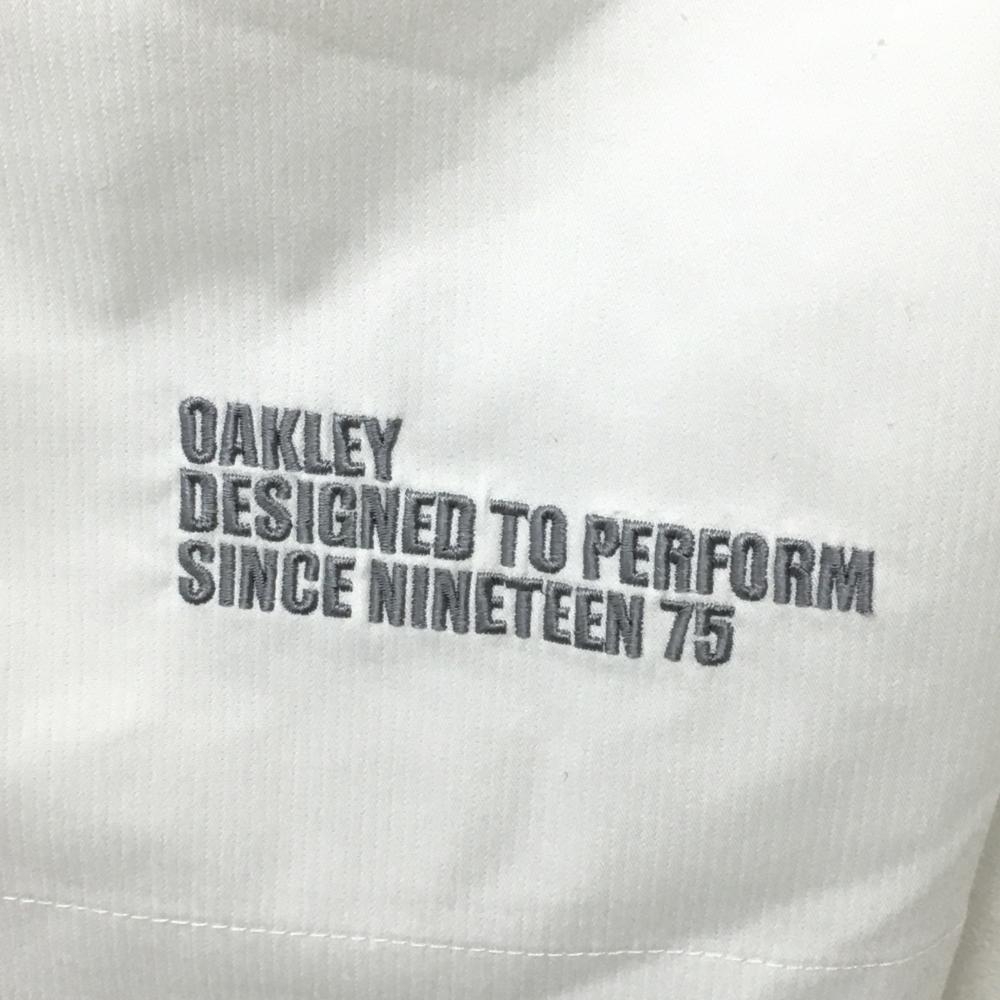 OAKLEY
DESIGNED TO PERFORM
SINCE NINETEEN 75